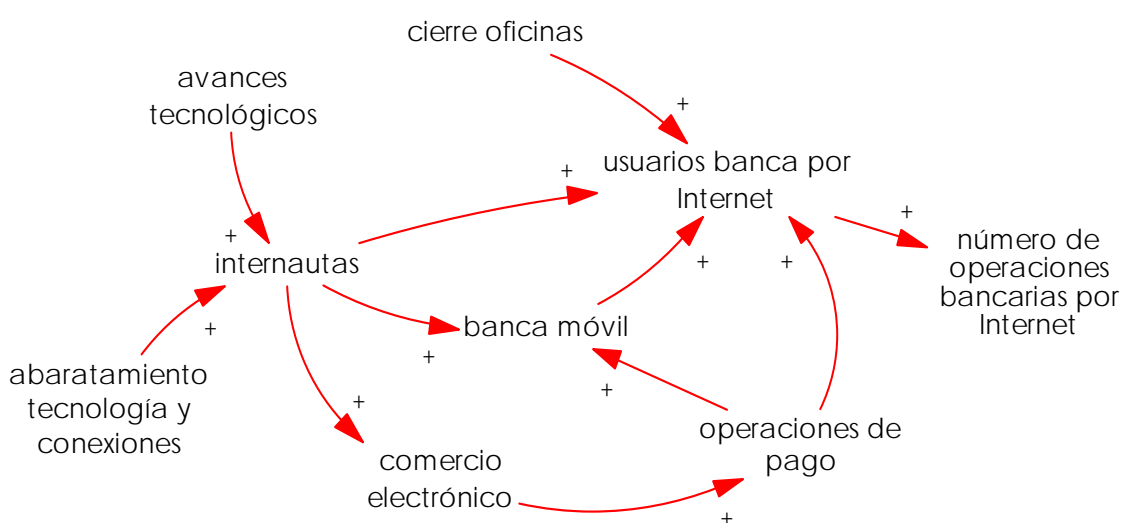 cierre oficinas
avances
tecnológicos
+
usuarios banca por
Internet
+
+
+
internautas
número de
operaciones
bancarias por
Internet
+
+
+
banca móvil
+
+
abaratamiento
tecnología y
conexiones
+
+
operaciones de
pago
comercio
electrónico
+